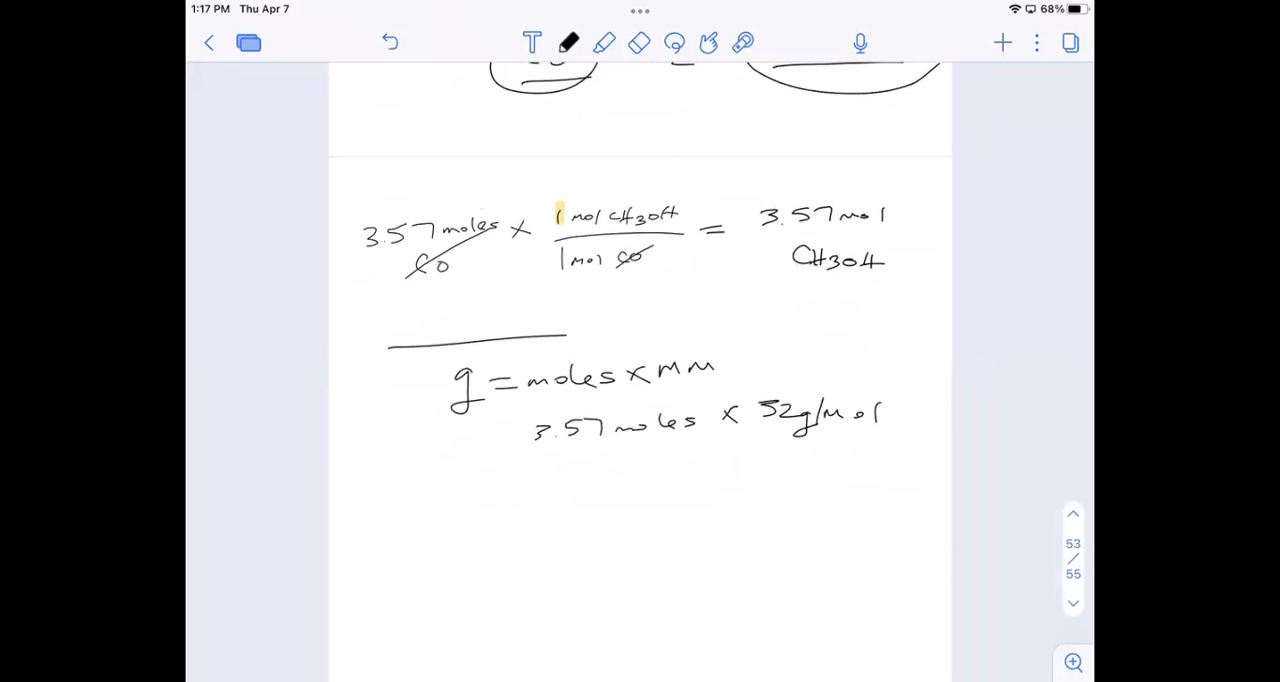 1:17 PM Thu Apr 7
68%
3.57 moles CO × 1 mol CH3OH / 1 mol CO = 3.57 mol CH3OH
g = moles × MM
3.57 moles × 32g/mol
53
/
55